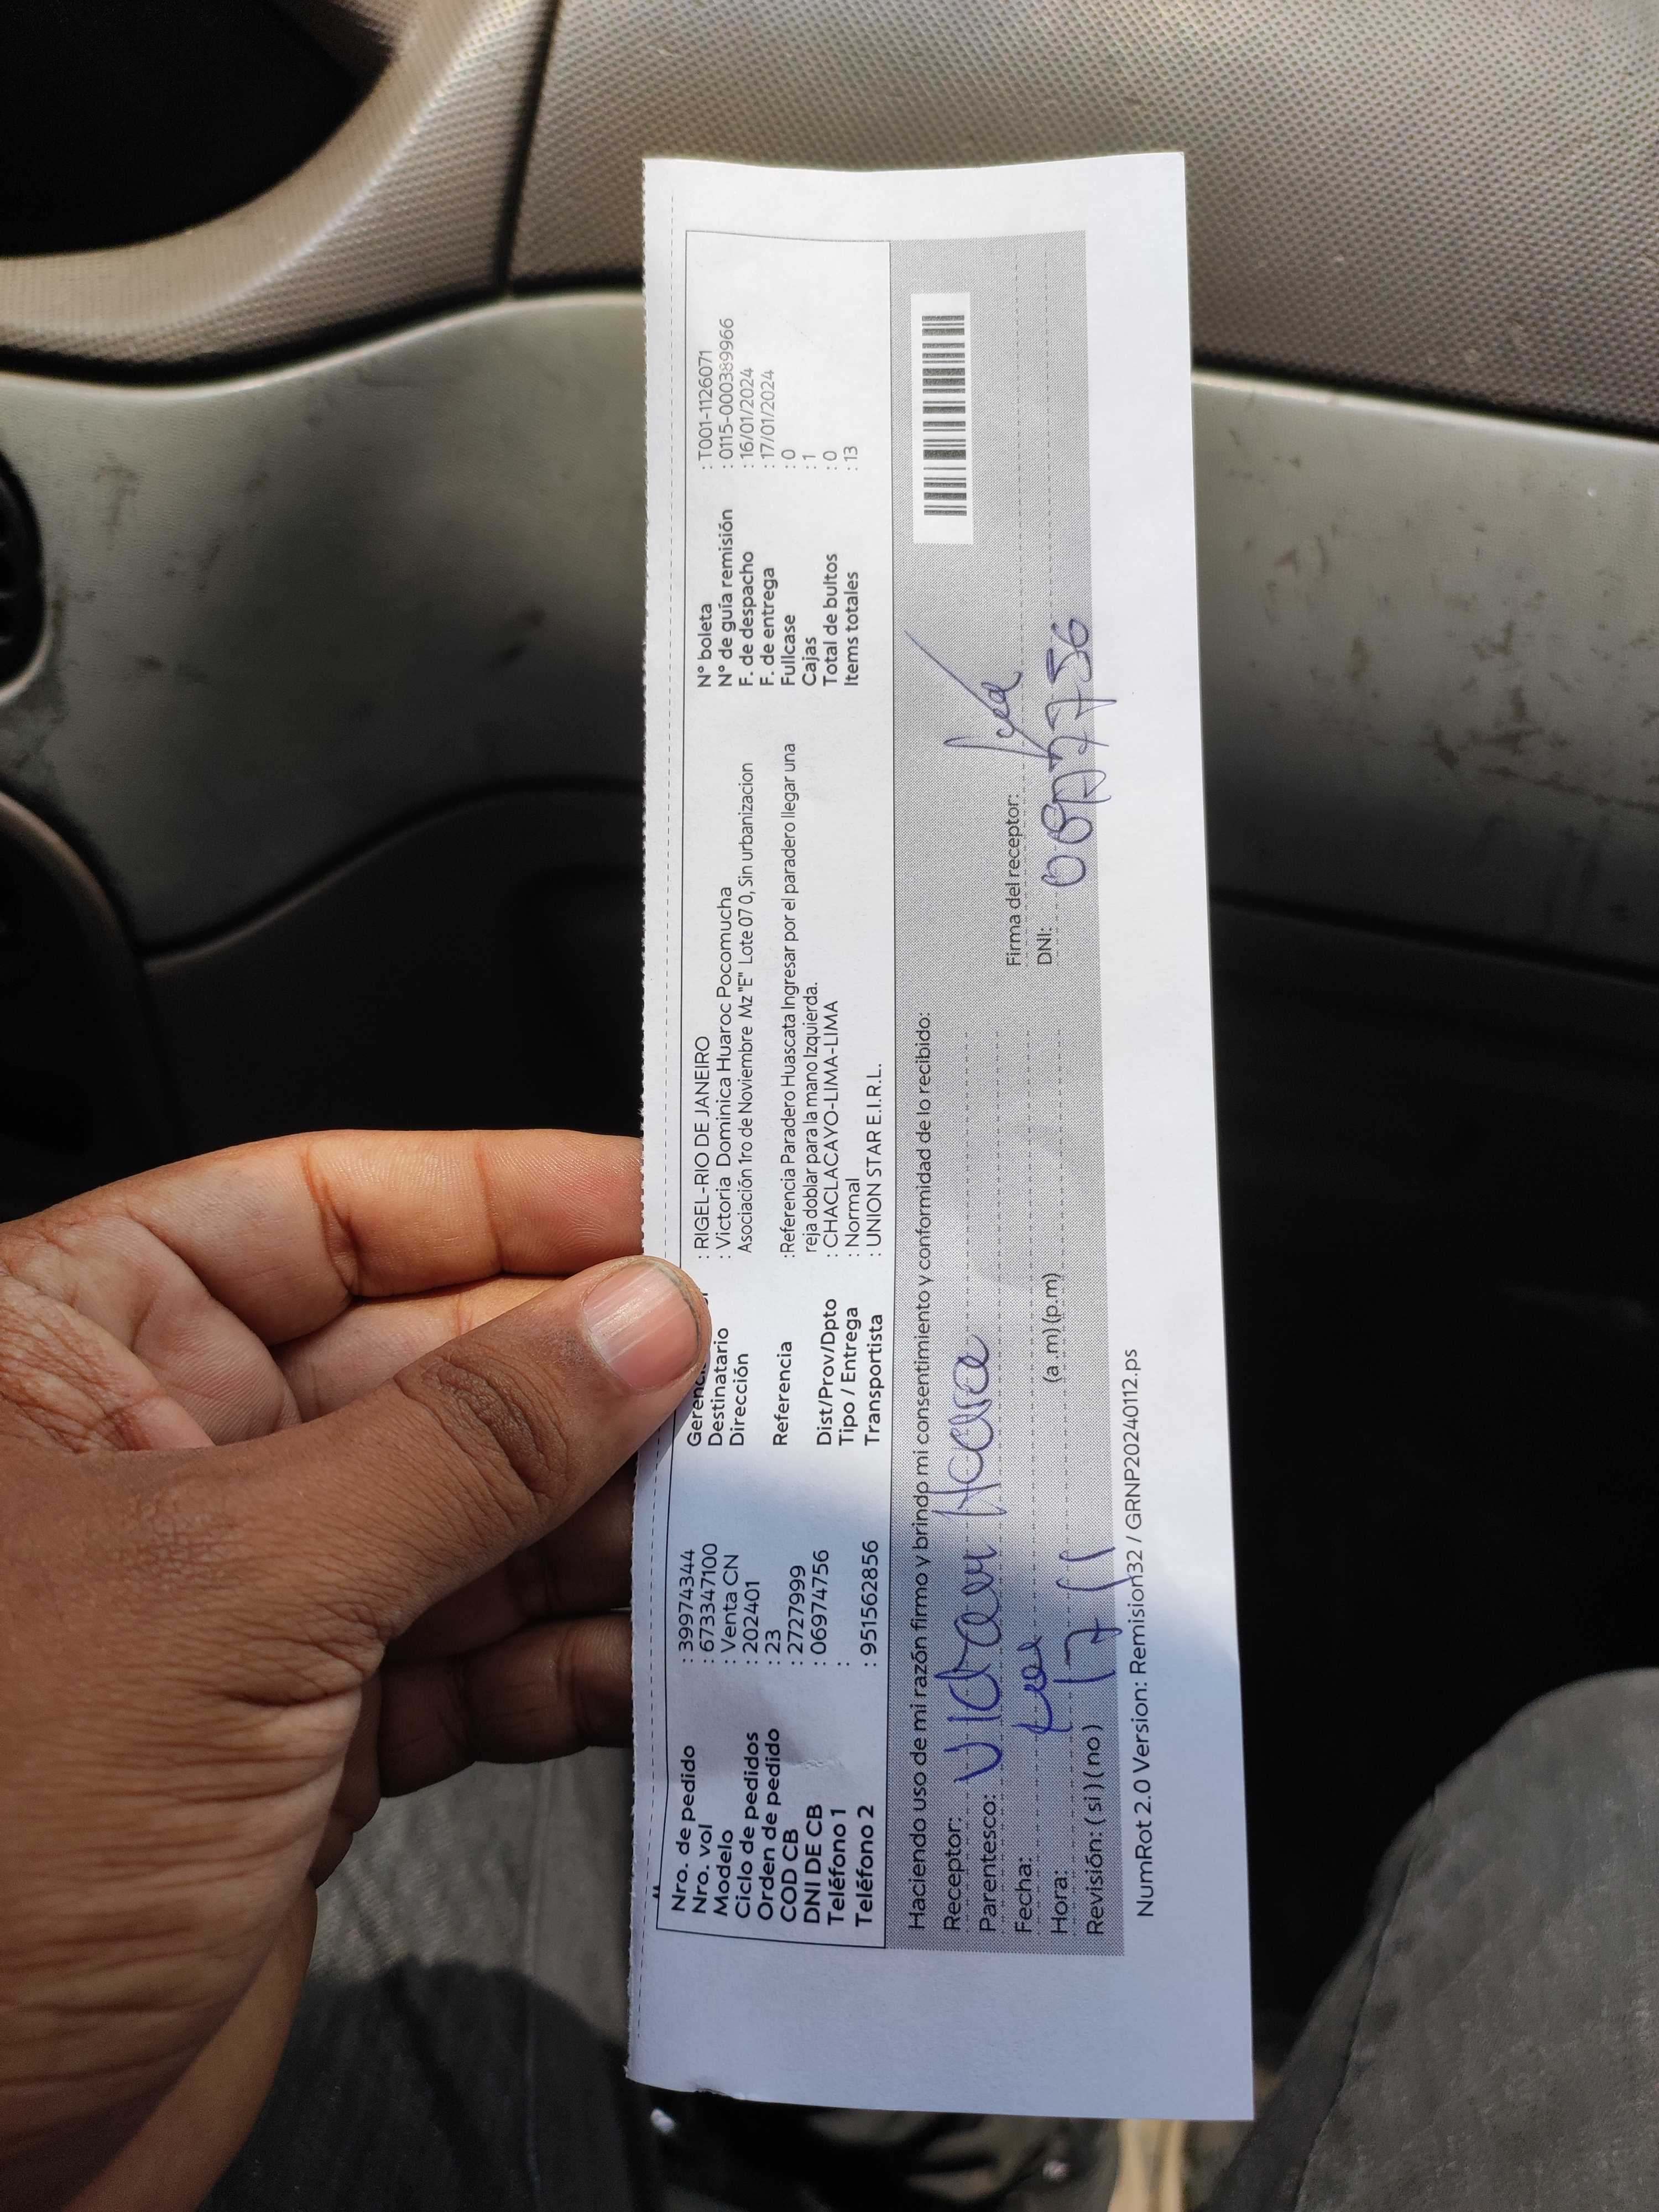 Nro. de pedido : 39974344
Nro. vol : 673347100
Modelo : Venta CN
Ciclo de pedidos : 202401
Orden de pedido : 23
COD CB : 2727999
DNI DE CB : 06974756
Teléfono 1 :
Teléfono 2 : 951562856
: RIGEL-RIO DE JANEIRO
Destinatario : Victoria Dominica Huaroc Pocomucha
Dirección Asociación 1ro de Noviembre Mz "E" Lote 07 0, Sin urbanizacion
Referencia :Referencia Paradero Huascata Ingresar por el paradero llegar una
reja doblar para la mano Izquierda.
Dist/Prov/Dpto : CHACLACAYO-LIMA-LIMA
Tipo / Entrega : Normal
Transportista : UNION STAR E.I.R.L.
N° boleta : T001-1126071
N° de guía remisión : 0115-000389966
F. de despacho : 16/01/2024
F. de entrega : 17/01/2024
Fullcase : 0
Cajas : 1
Total de bultos : 0
Items totales : 13
Haciendo uso de mi razón firmo y brindo mi consentimiento y conformidad de lo recibido:
Receptor:
Parentesco:
Fecha:
Hora: (a .m) (p.m)
Revisión: ( si ) ( no )
Firma del receptor:
DNI:
NumRot 2.0 Version: Remision32 / GRNP20240112.ps